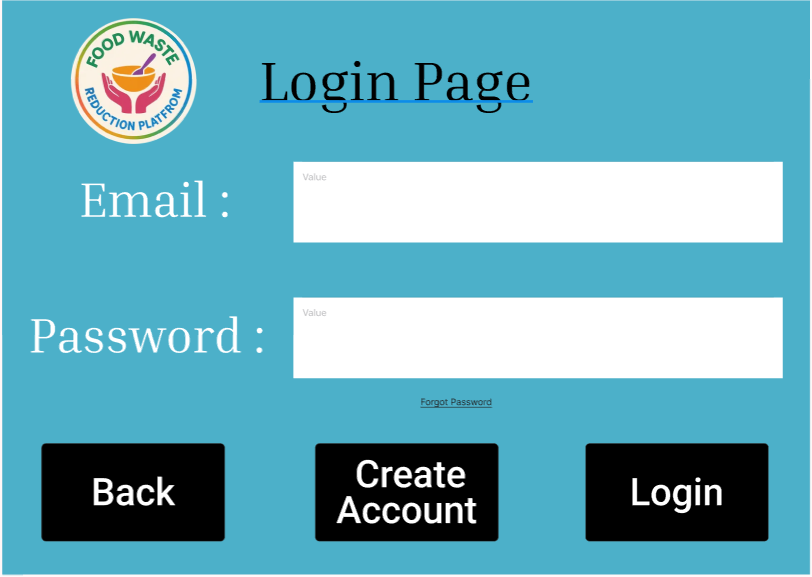 FOOD WASTE
REDUCTION PLATFROM
Login Page
Email :
Value
Password :
Value
Forgot Password
Back
Create
Account
Login